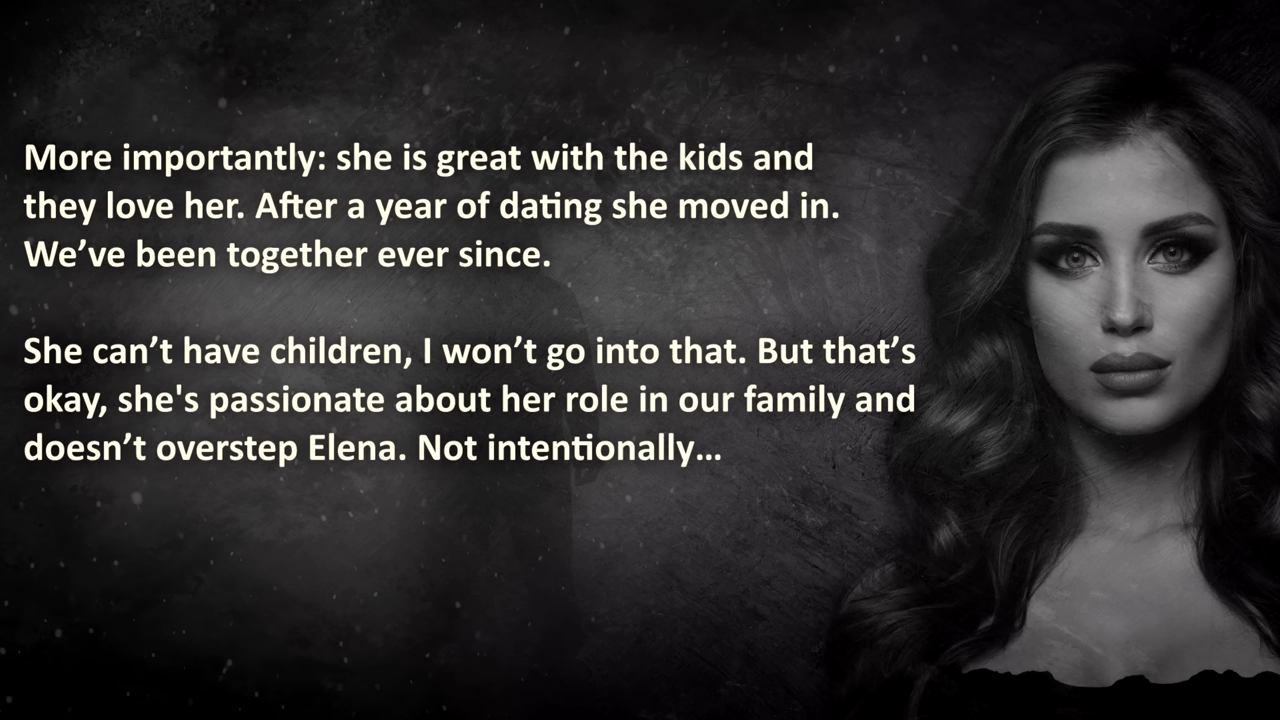 More importantly: she is great with the kids and
they love her. After a year of dating she moved in.
We’ve been together ever since.
She can’t have children, I won’t go into that. But that’s
okay, she's passionate about her role in our family and
doesn’t overstep Elena. Not intentionally…